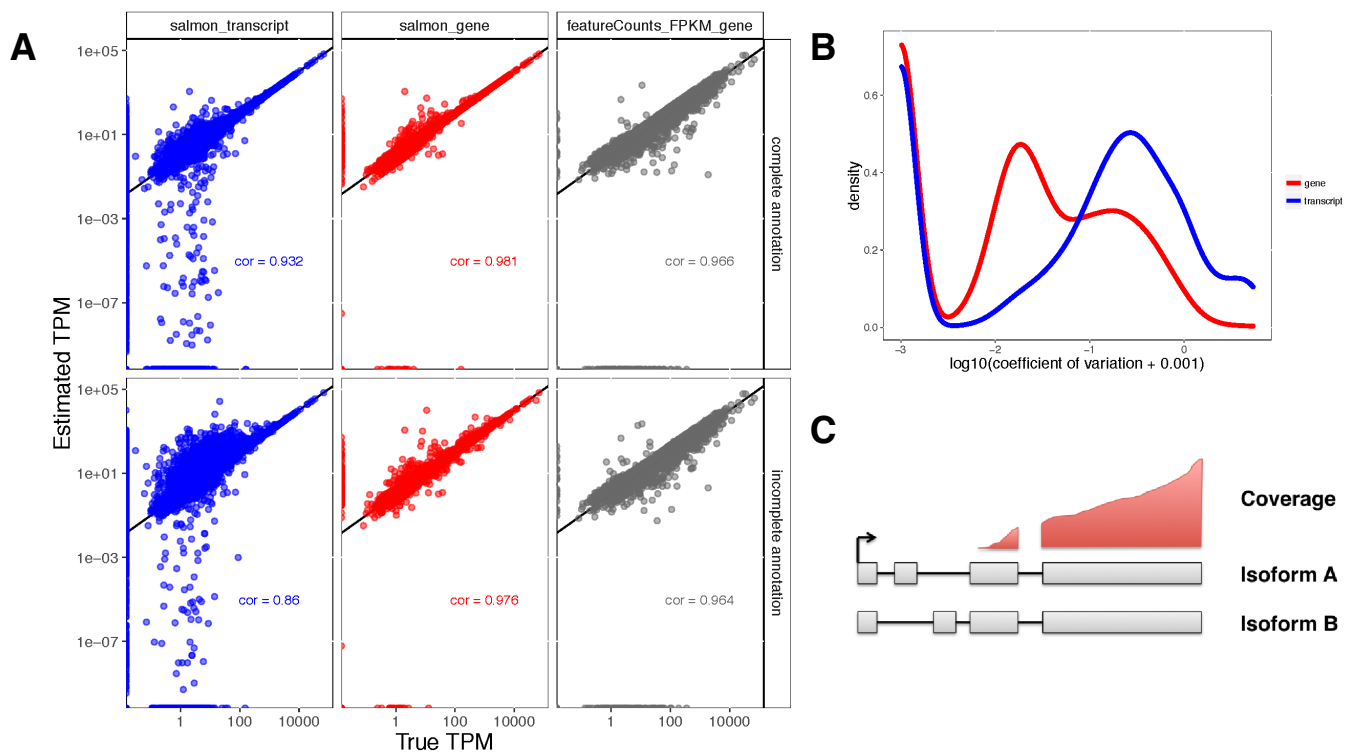 A
salmon_transcript
salmon_gene
featureCounts_FPKM_gene
Estimated TPM
1e+05
1e+01
1e−03
1e−07
cor = 0.932
cor = 0.981
cor = 0.966
complete annotation
1e+05
1e+01
1e−03
1e−07
cor = 0.86
cor = 0.976
cor = 0.964
incomplete annotation
1 100 10000
1 100 10000
1 100 10000
True TPM
B
density
0.6
0.4
0.2
0.0
−3 −2 −1 0
log10(coefficient of variation + 0.001)
gene
transcript
C
Coverage
Isoform A
Isoform B